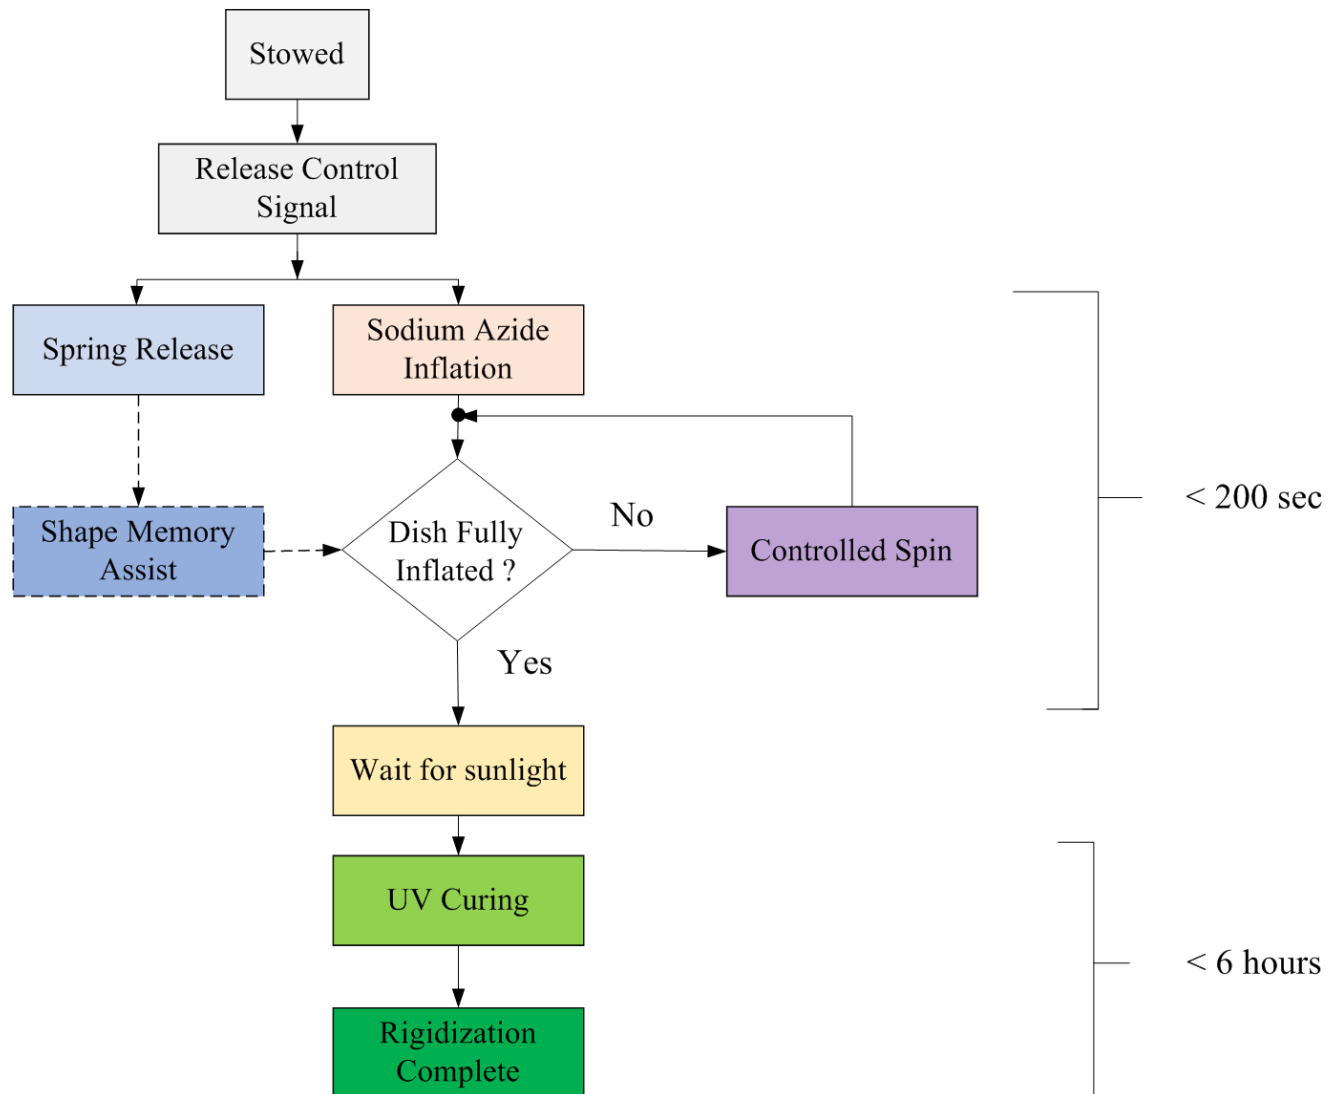 Stowed
Release Control
Signal
Spring Release
Sodium Azide
Inflation
Shape Memory
Assist
Dish Fully
Inflated ?
No
Controlled Spin
< 200 sec
Yes
Wait for sunlight
UV Curing
< 6 hours
Rigidization
Complete